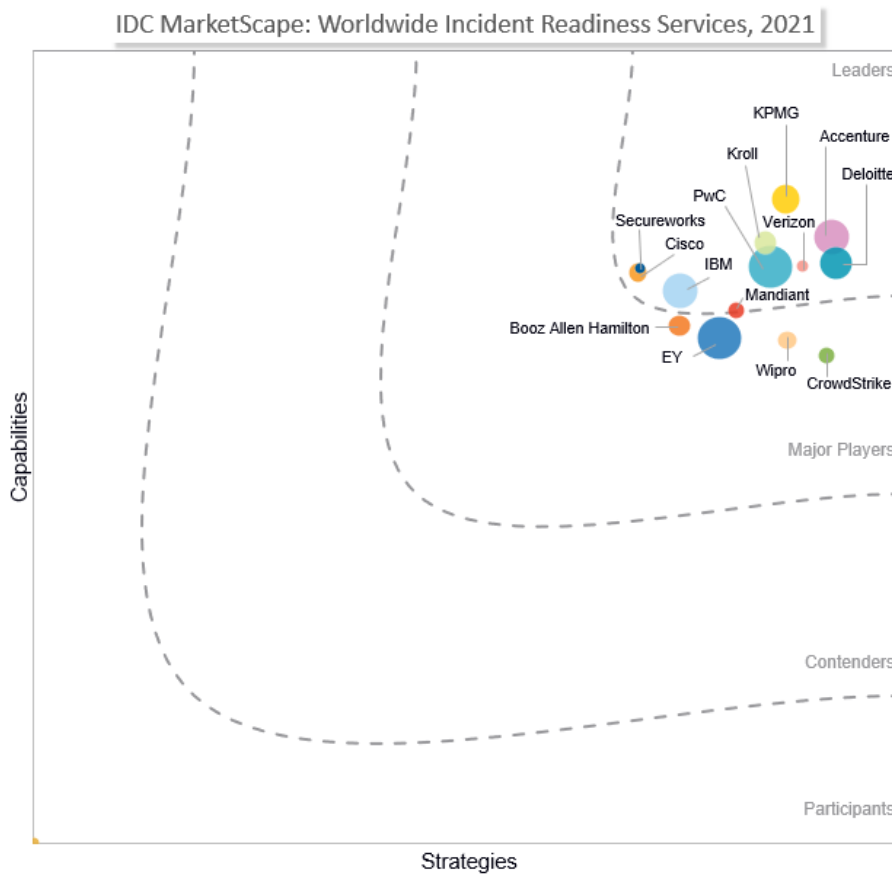 IDC MarketScape: Worldwide Incident Readiness Services, 2021
Leaders
KPMG
Accenture
Kroll
Deloitte
PwC
Secureworks
Verizon
Cisco
IBM
Mandiant
Booz Allen Hamilton
EY
Wipro
CrowdStrike
Major Players
Capabilities
Contenders
Participants
Strategies